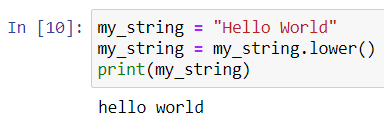 In [10]: my_string = "Hello World"
my_string = my_string.lower()
print(my_string)
hello world